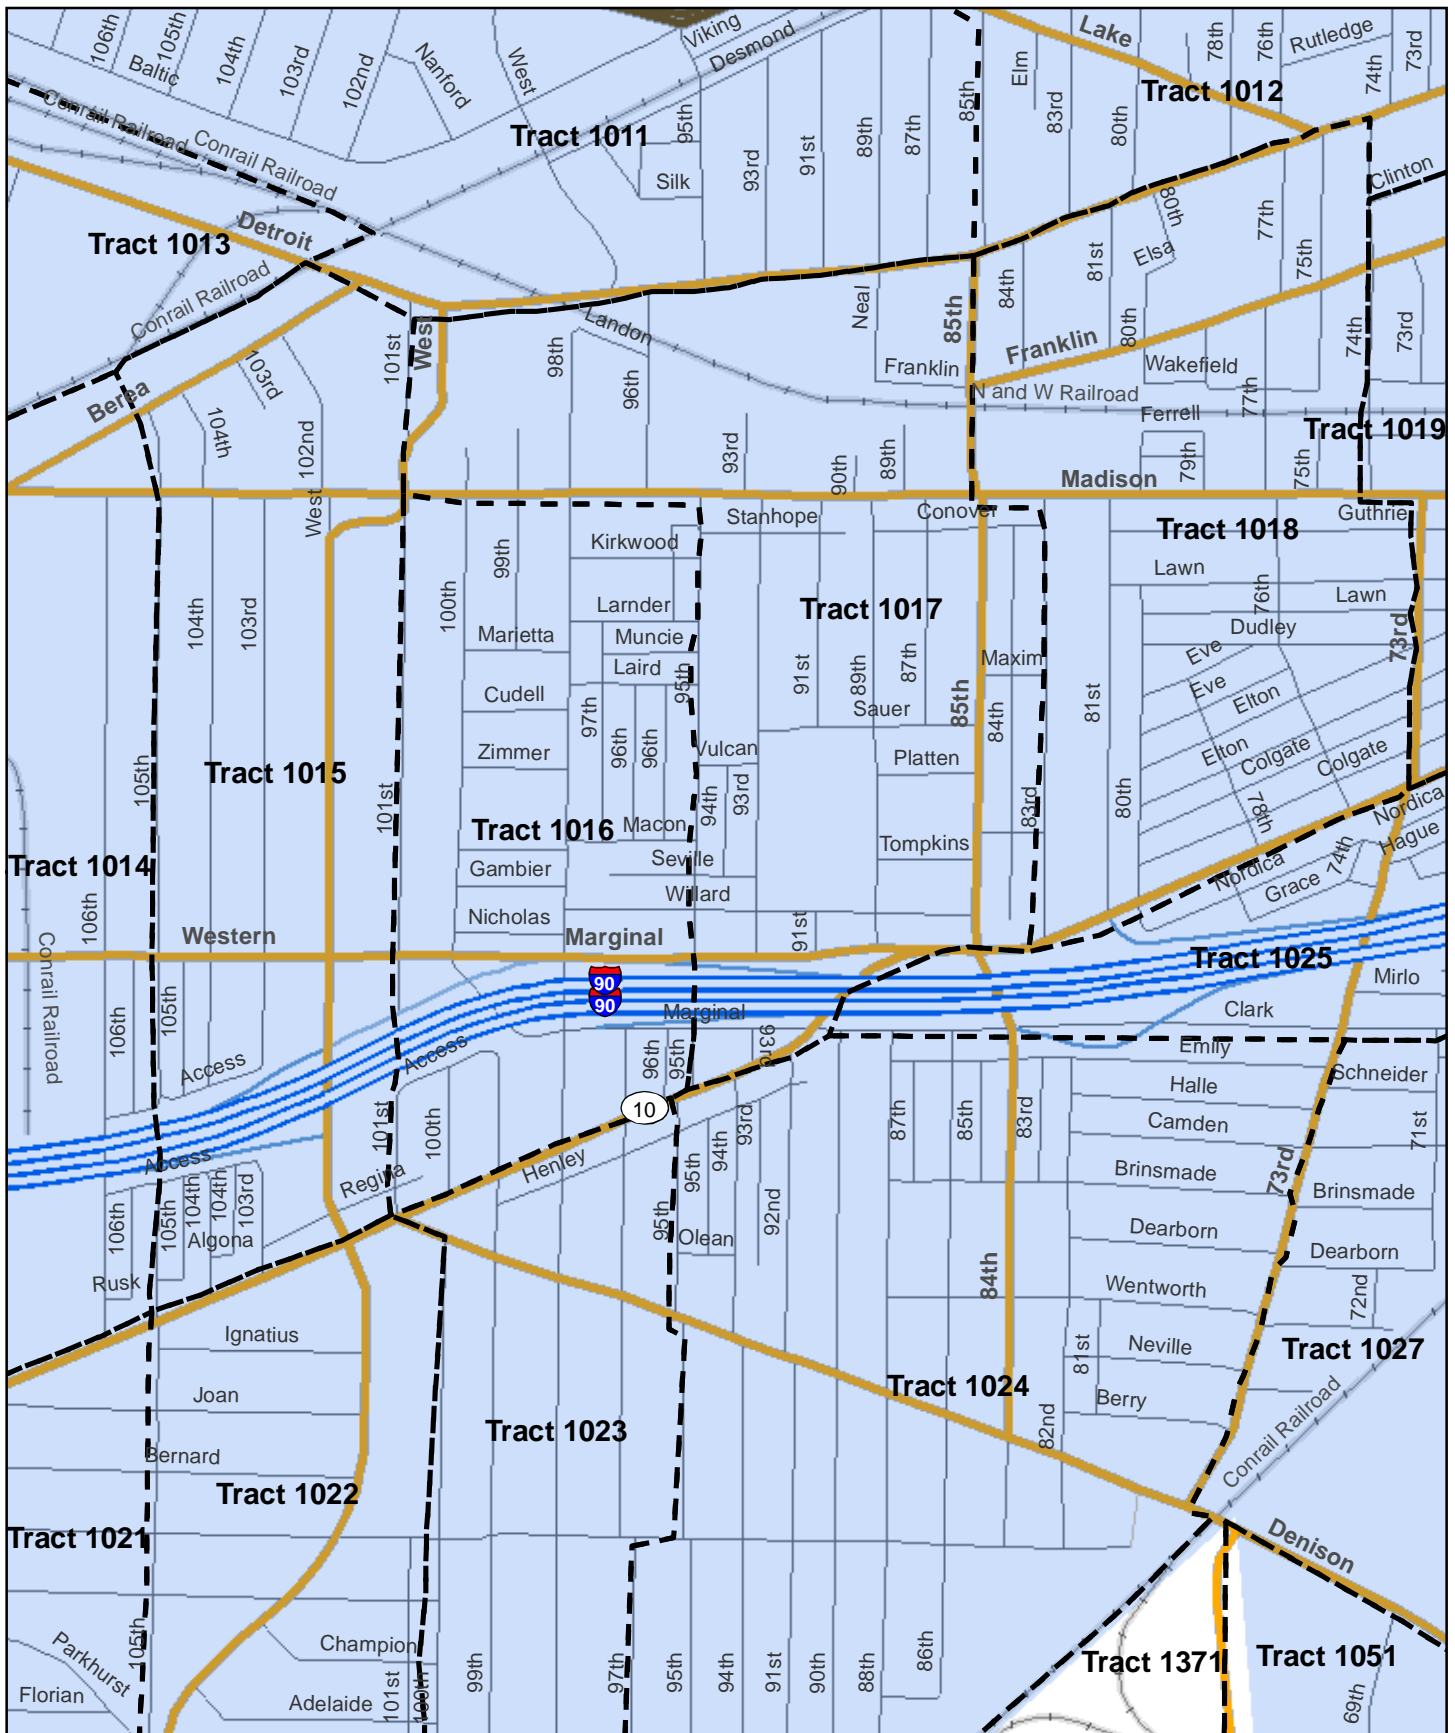 106th
105th
104th
103rd
102nd
Baltic
Nanford
West
Viking
Desmond
Lake
Elm
85th
83rd
80th
78th
76th
Rutledge
74th
73rd
Tract 1012
Conrail Railroad
Conrail Railroad
Tract 1011
95th
Silk
93rd
91st
89th
87th
Clinton
Tract 1013
Detroit
Conrail Railroad
80th
Elsa
81st
84th
77th
75th
Neal
85th
Landon
West
101st
98th
96th
Franklin
Franklin
80th
Wakefield
74th
73rd
Berea
103rd
104th
102nd
N and W Railroad
77th
Ferrell
Tract 1019
93rd
90th
89th
79th
75th
Madison
West
Stanhope
Conover
Guthrie
Tract 1018
Kirkwood
99th
100th
Lawn
Lawn
76th
104th
103rd
Larnder
Tract 1017
Marietta
Muncie
Dudley
73rd
Laird
95th
Eve
Eve
Maxim
Cudell
91st
89th
87th
85th
84th
81st
Elton
Sauer
97th
96th
96th
Elton
Colgate
Colgate
Zimmer
Vulcan
Platten
105th
Tract 1015
101st
94th
93rd
83rd
80th
78th
Nordica
Tract 1016
Macon
Tompkins
Hague
Tract 1014
Gambier
Seville
74th
Nordica
Grace
Willard
106th
Nicholas
91st
Western
Marginal
Tract 1025
Conrail Railroad
90
90
Mirlo
106th
105th
Marginal
Clark
Access
Access
96th
95th
93rd
Emily
Schneider
Halle
10
101st
100th
93rd
87th
85th
83rd
Camden
71st
Access
Regina
Henley
94th
95th
Brinsmade
73rd
Brinsmade
106th
105th
104th
104th
103rd
Algona
95th
92nd
Olean
Dearborn
Dearborn
Rusk
84th
Wentworth
72nd
Ignatius
81st
Neville
Tract 1027
Joan
Tract 1024
Berry
Tract 1023
82nd
Conrail Railroad
Bernard
Tract 1022
Tract 1021
Denison
105th
Champion
Parkhurst
Florian
Adelaide
101st
100th
99th
97th
95th
94th
91st
90th
88th
86th
Tract 1371
Tract 1051
69th